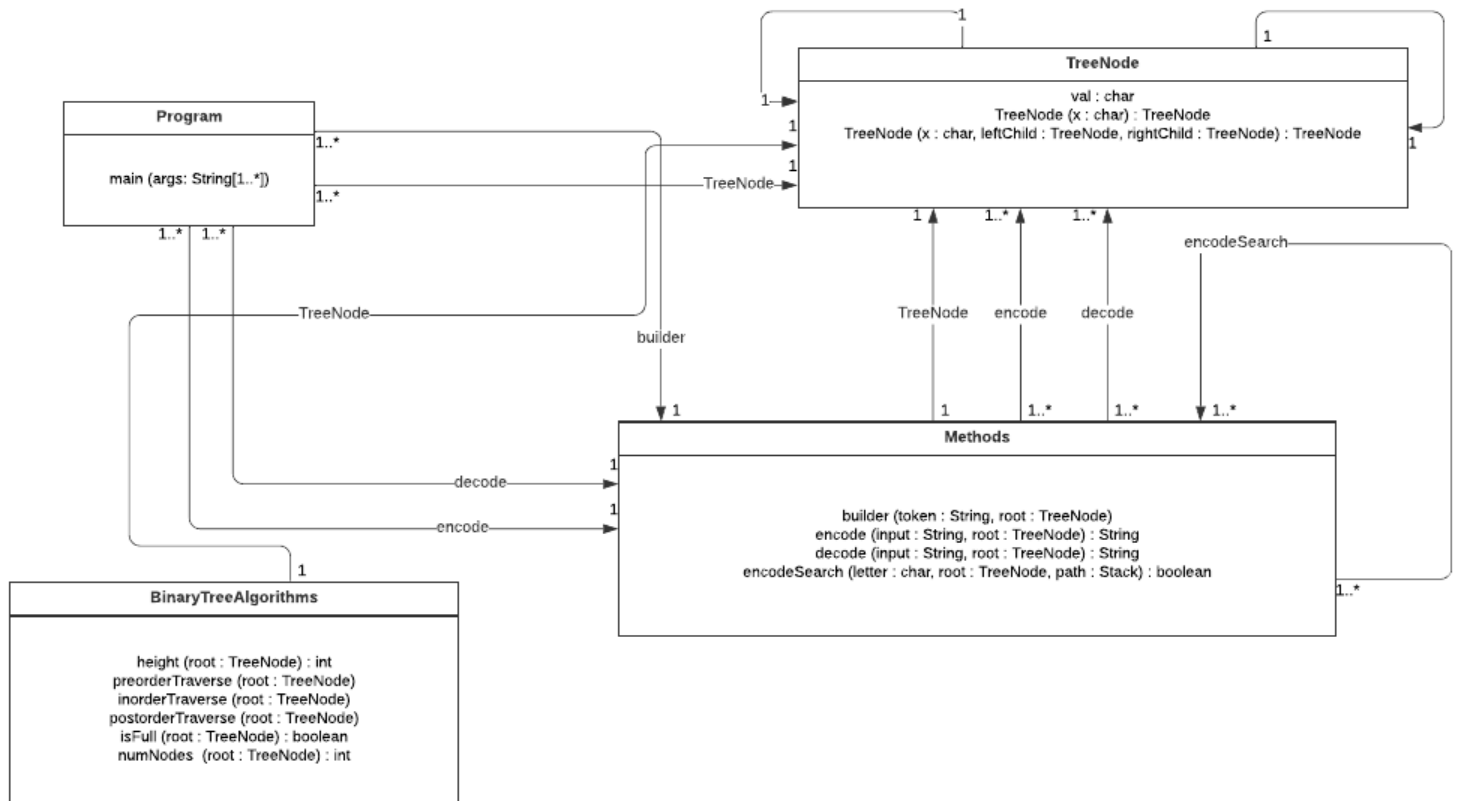 1
1
TreeNode
1
val : char
TreeNode (x : char) : TreeNode
TreeNode (x : char, leftChild : TreeNode, rightChild : TreeNode) : TreeNode
1
1
Program
main (args: String[1..*])
1..*
1
1..*
TreeNode
1
1..*
1..*
1
1..*
1..*
encodeSearch
TreeNode
TreeNode
encode
decode
builder
1
1
1..*
1..*
1..*
Methods
1
decode
1
encode
builder (token : String, root : TreeNode)
encode (input : String, root : TreeNode) : String
decode (input : String, root : TreeNode) : String
encodeSearch (letter : char, root : TreeNode, path : Stack) : boolean
1..*
1
BinaryTreeAlgorithms
height (root : TreeNode) : int
preorderTraverse (root : TreeNode)
inorderTraverse (root : TreeNode)
postorderTraverse (root : TreeNode)
isFull (root : TreeNode) : boolean
numNodes  (root : TreeNode) : int